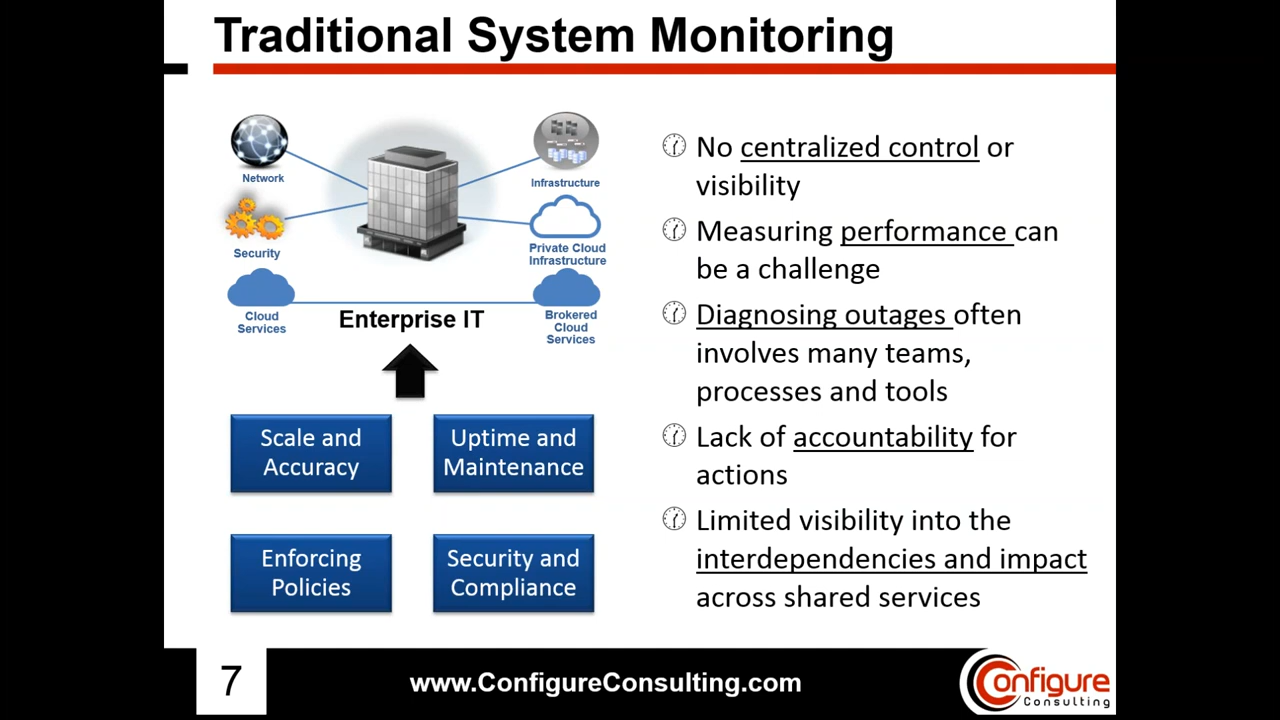 Traditional System Monitoring
Network
Infrastructure
Security
Private Cloud
Infrastructure
Cloud
Services
Enterprise IT
Brokered
Cloud
Services
Scale and
Accuracy
Uptime and
Maintenance
Enforcing
Policies
Security and
Compliance
No centralized control or
visibility
Measuring performance can
be a challenge
Diagnosing outages often
involves many teams,
processes and tools
Lack of accountability for
actions
Limited visibility into the
interdependencies and impact
across shared services
7
www.ConfigureConsulting.com
Configure
Consulting